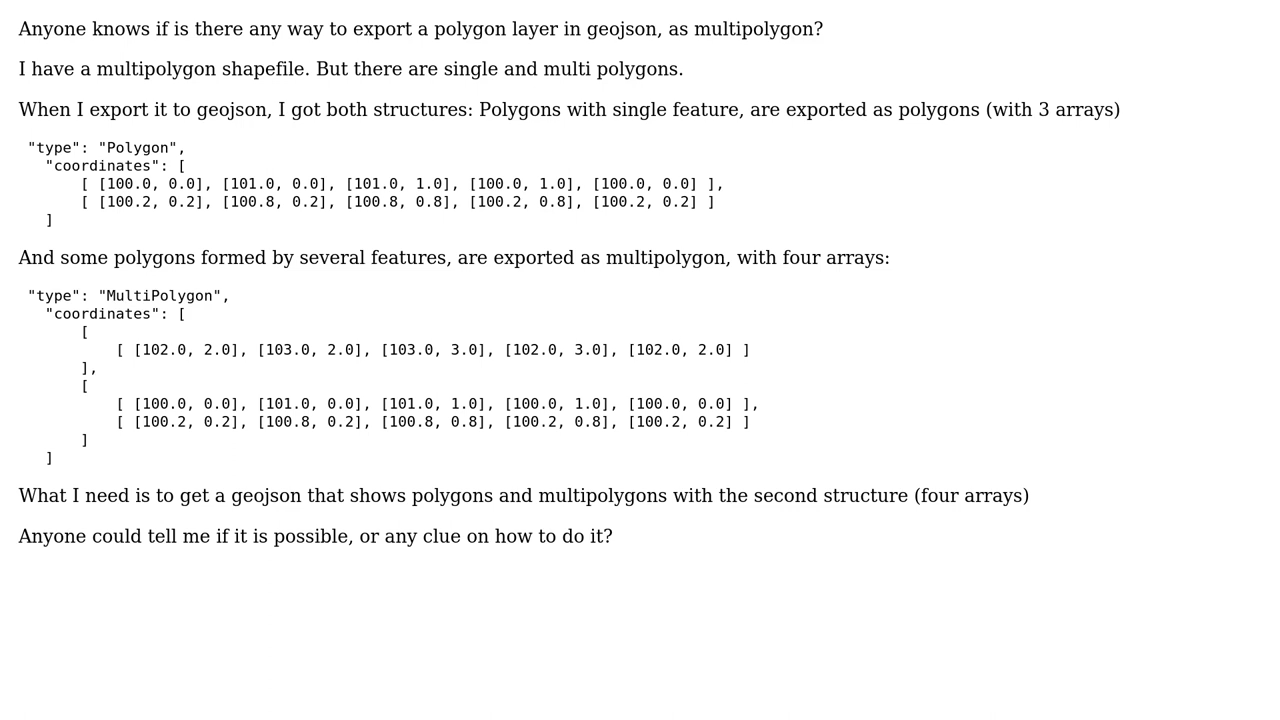 Anyone knows if is there any way to export a polygon layer in geojson, as multipolygon?
I have a multipolygon shapefile. But there are single and multi polygons.
When I export it to geojson, I got both structures: Polygons with single feature, are exported as polygons (with 3 arrays)
"type": "Polygon",
  "coordinates": [
      [ [100.0, 0.0], [101.0, 0.0], [101.0, 1.0], [100.0, 1.0], [100.0, 0.0] ],
      [ [100.2, 0.2], [100.8, 0.2], [100.8, 0.8], [100.2, 0.8], [100.2, 0.2] ]
  ]
And some polygons formed by several features, are exported as multipolygon, with four arrays:
"type": "MultiPolygon",
  "coordinates": [
      [
          [ [102.0, 2.0], [103.0, 2.0], [103.0, 3.0], [102.0, 3.0], [102.0, 2.0] ]
      ],
      [
          [ [100.0, 0.0], [101.0, 0.0], [101.0, 1.0], [100.0, 1.0], [100.0, 0.0] ],
          [ [100.2, 0.2], [100.8, 0.2], [100.8, 0.8], [100.2, 0.8], [100.2, 0.2] ]
      ]
  ]
What I need is to get a geojson that shows polygons and multipolygons with the second structure (four arrays)
Anyone could tell me if it is possible, or any clue on how to do it?